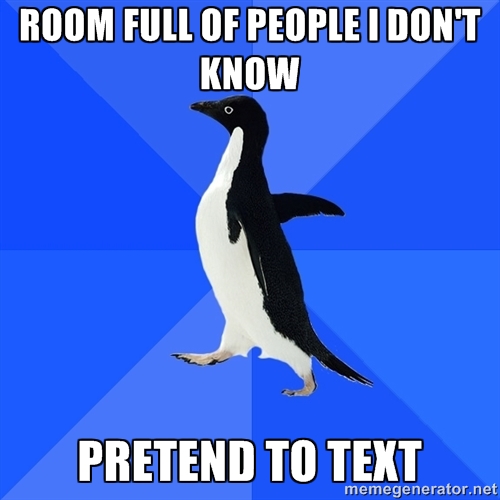 ROOM FULL OF PEOPLE I DON'T
KNOW
PRETEND TO TEXT
memegenerator.net